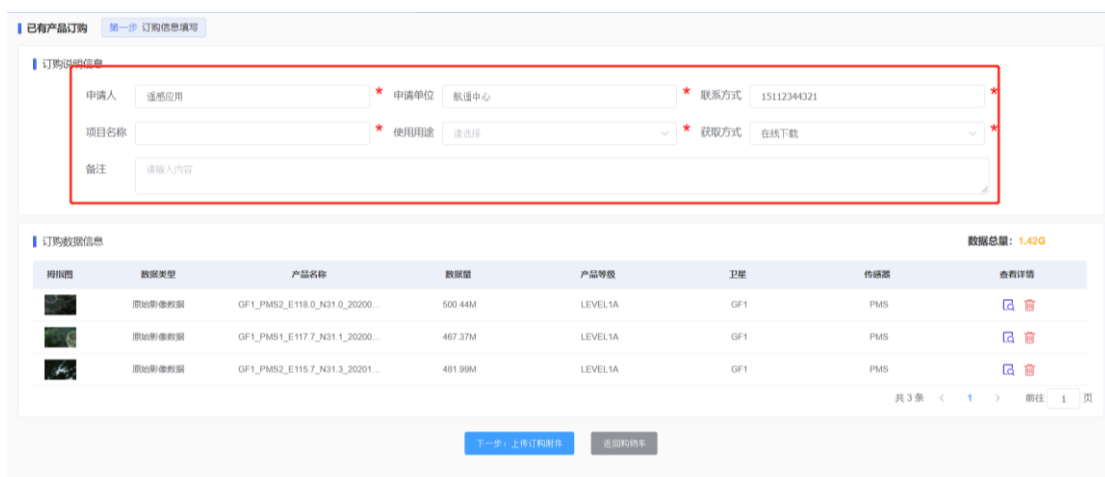 已有产品订购 第一步 订购信息填写
订购说明信息
申请人 遥感应用 * 申请单位 航遥中心 * 联系方式 15112344321 *
项目名称 * 使用用途 请选择 * 获取方式 在线下载 *
备注 请输入内容
订购数据信息 数据总量：1.42G
拇指图 数据类型 产品名称 数据量 产品等级 卫星 传感器 查看详情
原始影像数据 GF1_PMS2_E118.0_N31.0_20200... 500.44M LEVEL1A GF1 PMS
原始影像数据 GF1_PMS1_E117.7_N31.1_20200... 467.37M LEVEL1A GF1 PMS
原始影像数据 GF1_PMS2_E115.7_N31.3_20201... 481.99M LEVEL1A GF1 PMS
共 3 条 < 1 > 前往 1 页
下一步：上传订购附件 返回购物车